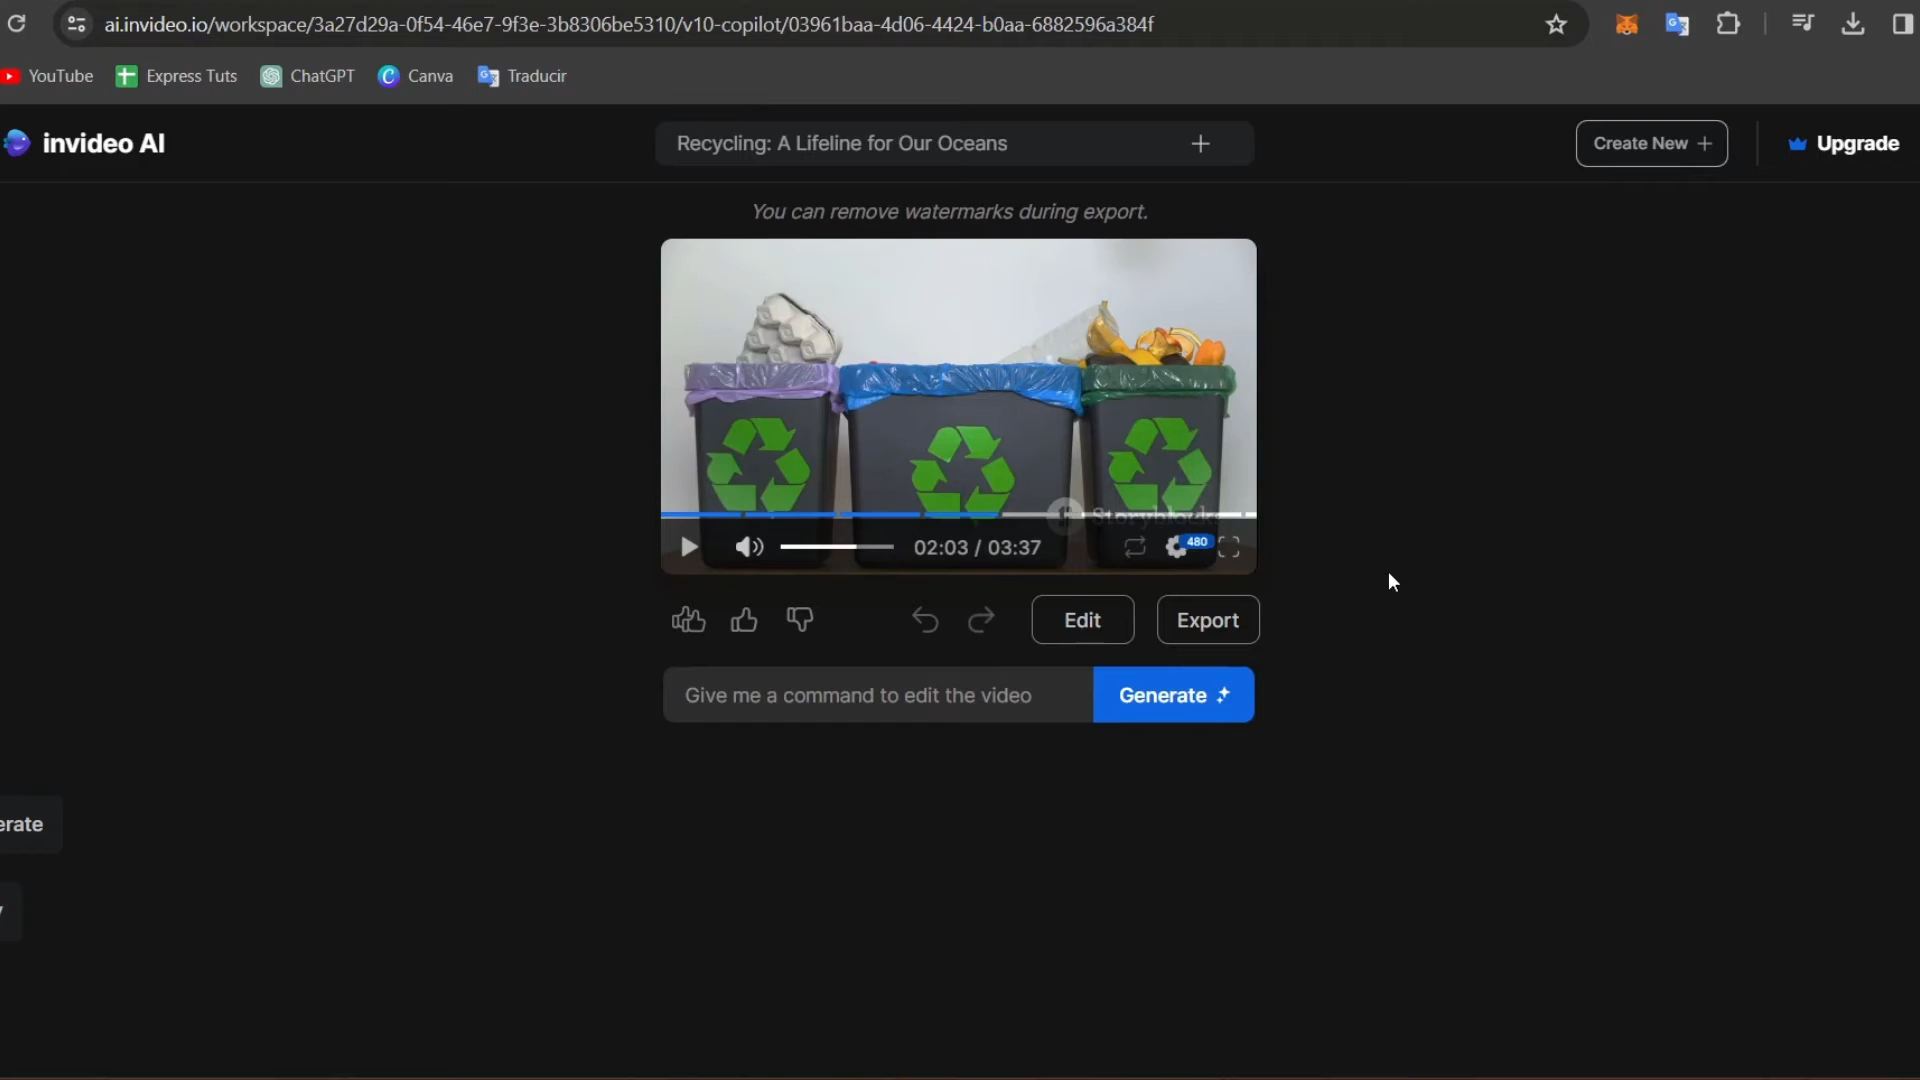 ai.invideo.io/workspace/3a27d29a-0f54-46e7-9f3e-3b8306be5310/v10-copilot/03961baa-4d06-4424-b0aa-6882596a384f
YouTube Express Tuts ChatGPT Canva Traducir
invideo AI
Recycling: A Lifeline for Our Oceans
Create New +
Upgrade
You can remove watermarks during export.
Storyblocks
02:03 / 03:37
480
Edit
Export
Give me a command to edit the video
Generate
erate